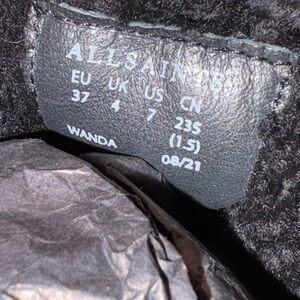 ALLSAINTS
EU UK US CN
37 4 7 235
(1.5)
WANDA 08/21